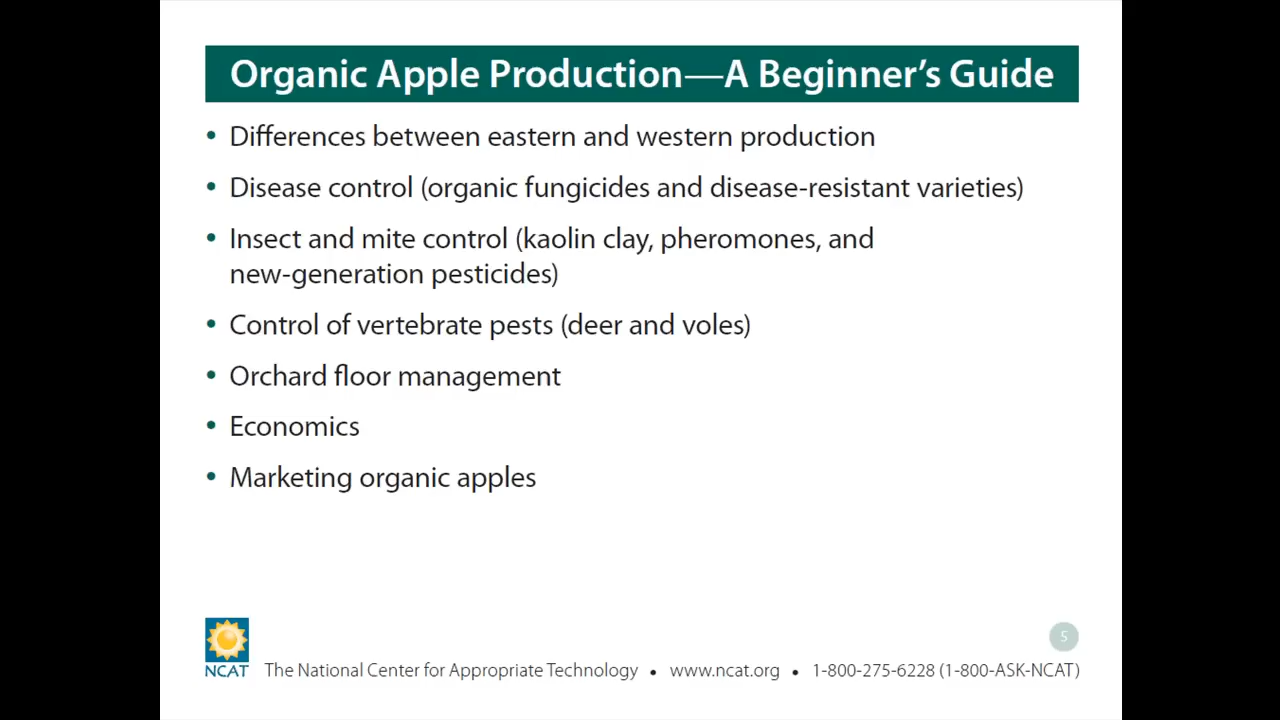 Organic Apple Production—A Beginner's Guide
• Differences between eastern and western production
• Disease control (organic fungicides and disease-resistant varieties)
• Insect and mite control (kaolin clay, pheromones, and
new-generation pesticides)
• Control of vertebrate pests (deer and voles)
• Orchard floor management
• Economics
• Marketing organic apples
5
NCAT
The National Center for Appropriate Technology • www.ncat.org • 1-800-275-6228 (1-800-ASK-NCAT)